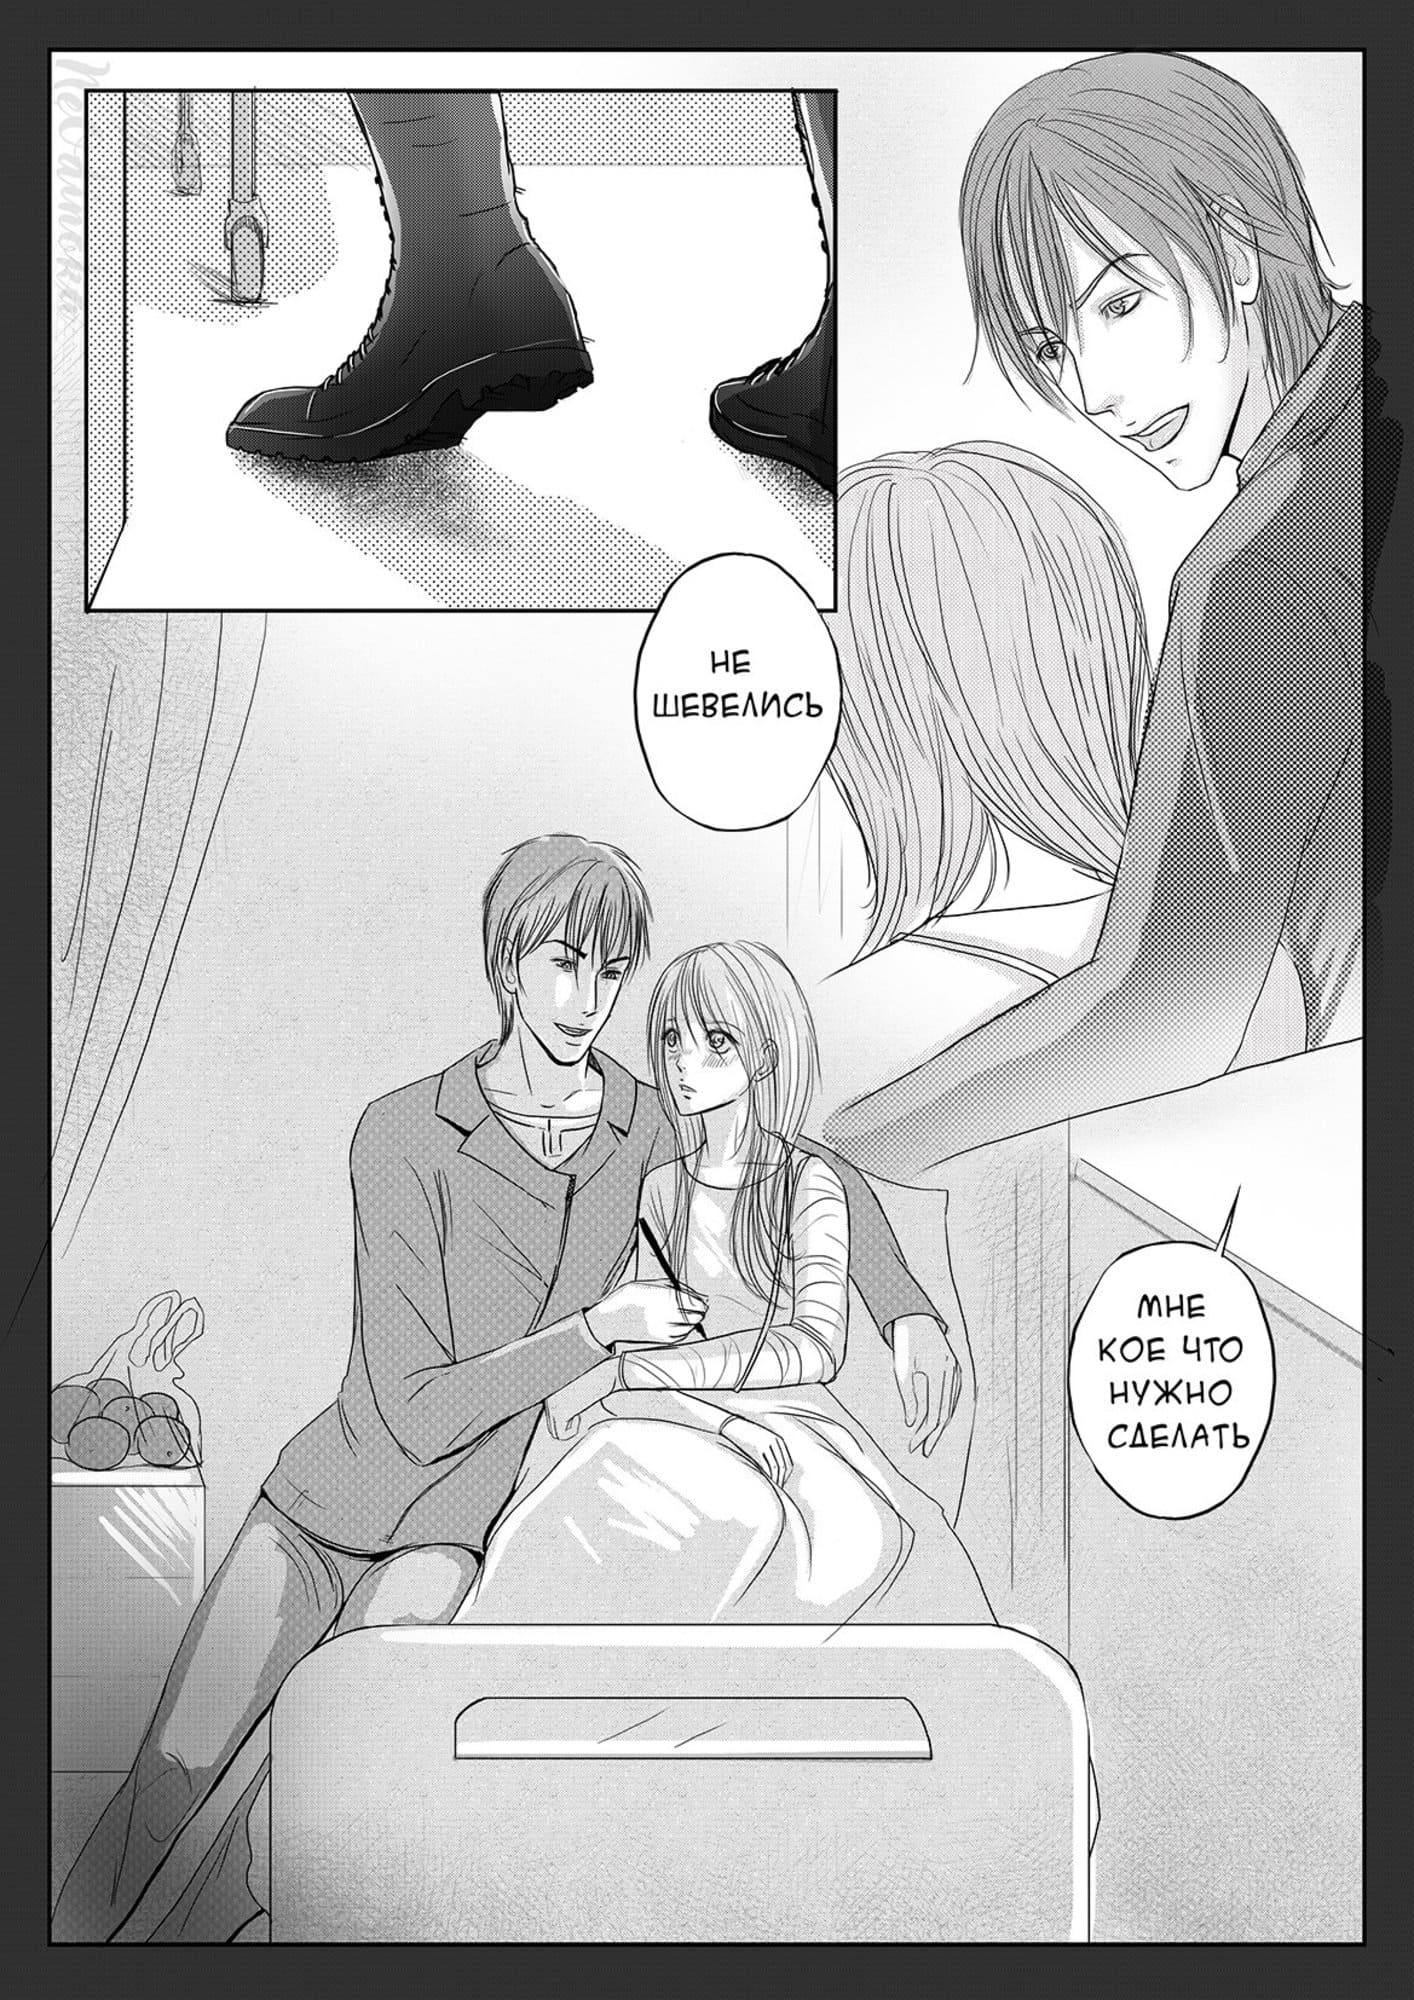 НЕ
ШЕВЕЛИСЬ
МНЕ
КОЕ ЧТО
НУЖНО
СДЕЛАТЬ